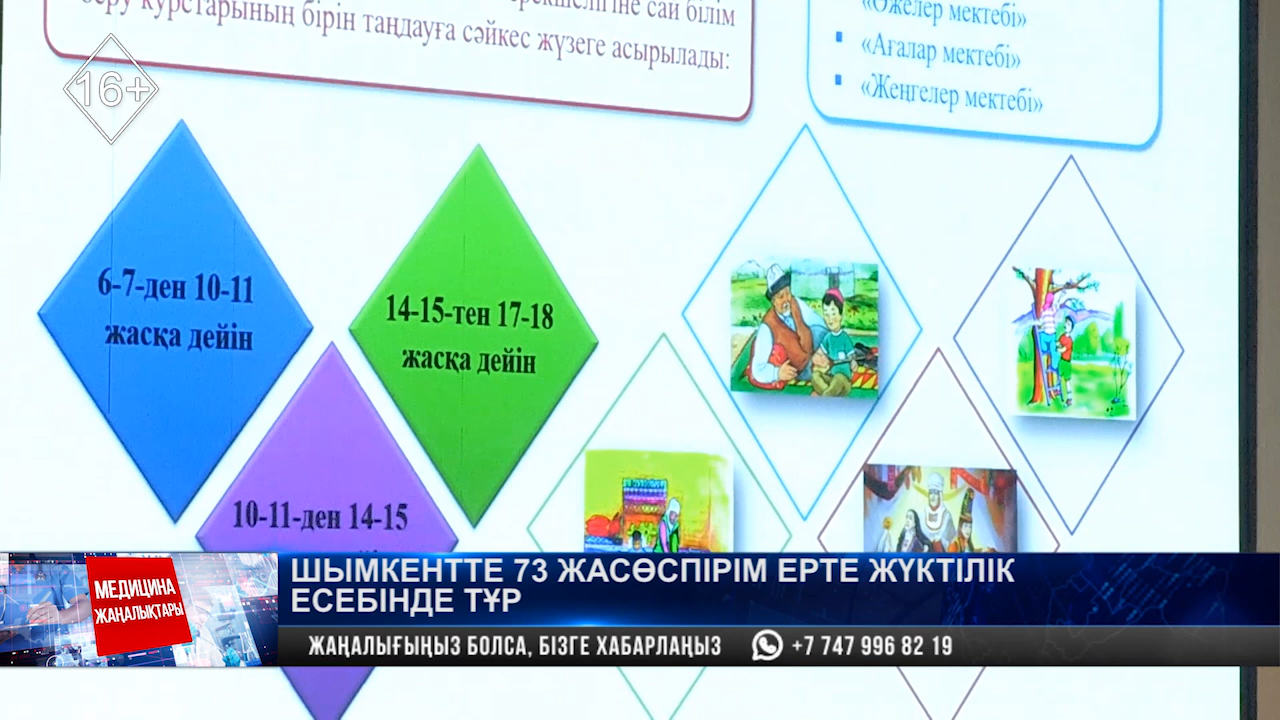 сай білім
беру курстарының бірін таңдауға сәйкес жүзеге асырылады:
«Әжелер мектебі»
«Ағалар мектебі»
«Жеңгелер мектебі»
16+
6-7-ден 10-11
жасқа дейін
14-15-тен 17-18
жасқа дейін
10-11-ден 14-15
МЕДИЦИНА
ЖАҢАЛЫҚТАРЫ
ШЫМКЕНТТЕ 73 ЖАСӨСПІРІМ ЕРТЕ ЖҮКТІЛІК
ЕСЕБІНДЕ ТҰР
ЖАҢАЛЫҒЫҢЫЗ БОЛСА, БІЗГЕ ХАБАРЛАҢЫЗ
+7 747 996 82 19